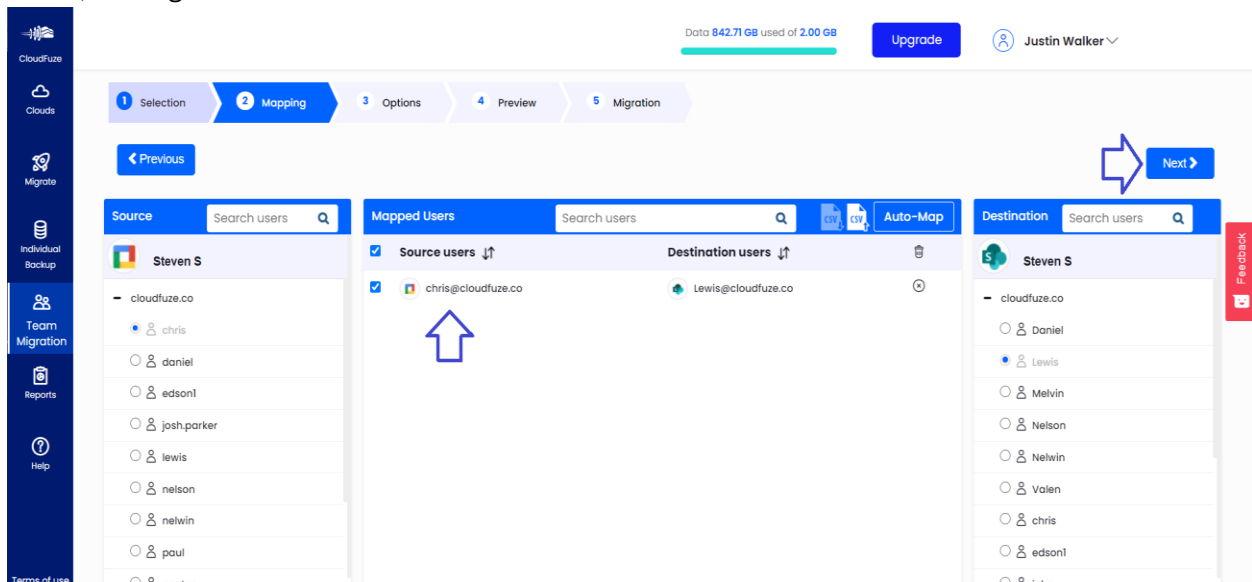 CloudFuze
Data 842.71 GB used of 2.00 GB
Upgrade
Justin Walker
Clouds
Migrate
Individual
Backup
Team
Migration
Reports
Help
Terms of use
1 Selection
2 Mapping
3 Options
4 Preview
5 Migration
Previous
Next
Source
Search users
Steven S
cloudfuze.co
chris
daniel
edson1
josh.parker
lewis
nelson
nelwin
paul
Mapped Users
Search users
CSV
CSV
Auto-Map
Source users
Destination users
chris@cloudfuze.co
Lewis@cloudfuze.co
Destination
Search users
S
Steven S
cloudfuze.co
Daniel
Lewis
Melvin
Nelson
Nelwin
Valen
chris
edson1
Feedback